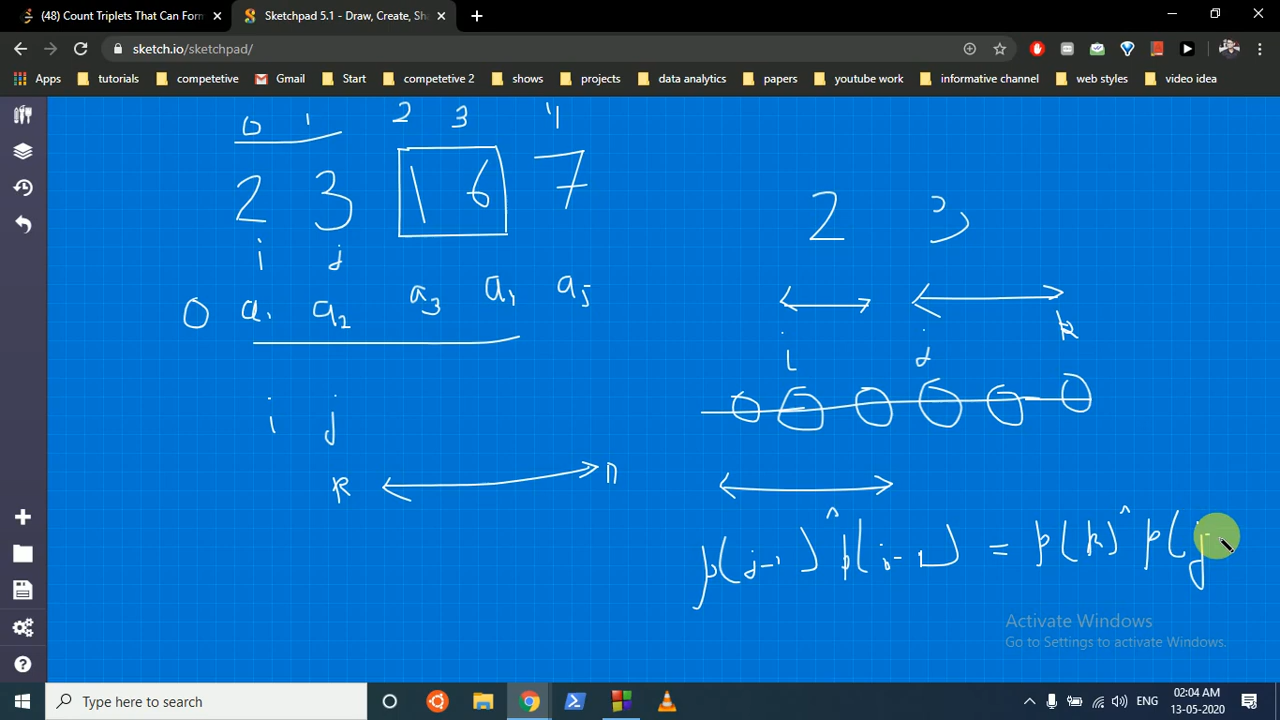 (48) Count Triplets That Can Form
Sketchpad 5.1 - Draw, Create, Sha
sketch.io/sketchpad/
Apps tutorials competetive Gmail Start competetive 2 shows projects data analytics papers youtube work informative channel web styles video idea
0 1 2 3 4
2 3 1 6 7
2 3
i j
0 a1 a2 a3 a4 a5
i j k
i j
k n
p(j-1)^p(i-1) = p(k)^p(j
Activate Windows
Go to Settings to activate Windows.
Type here to search
ENG
02:04 AM
13-05-2020